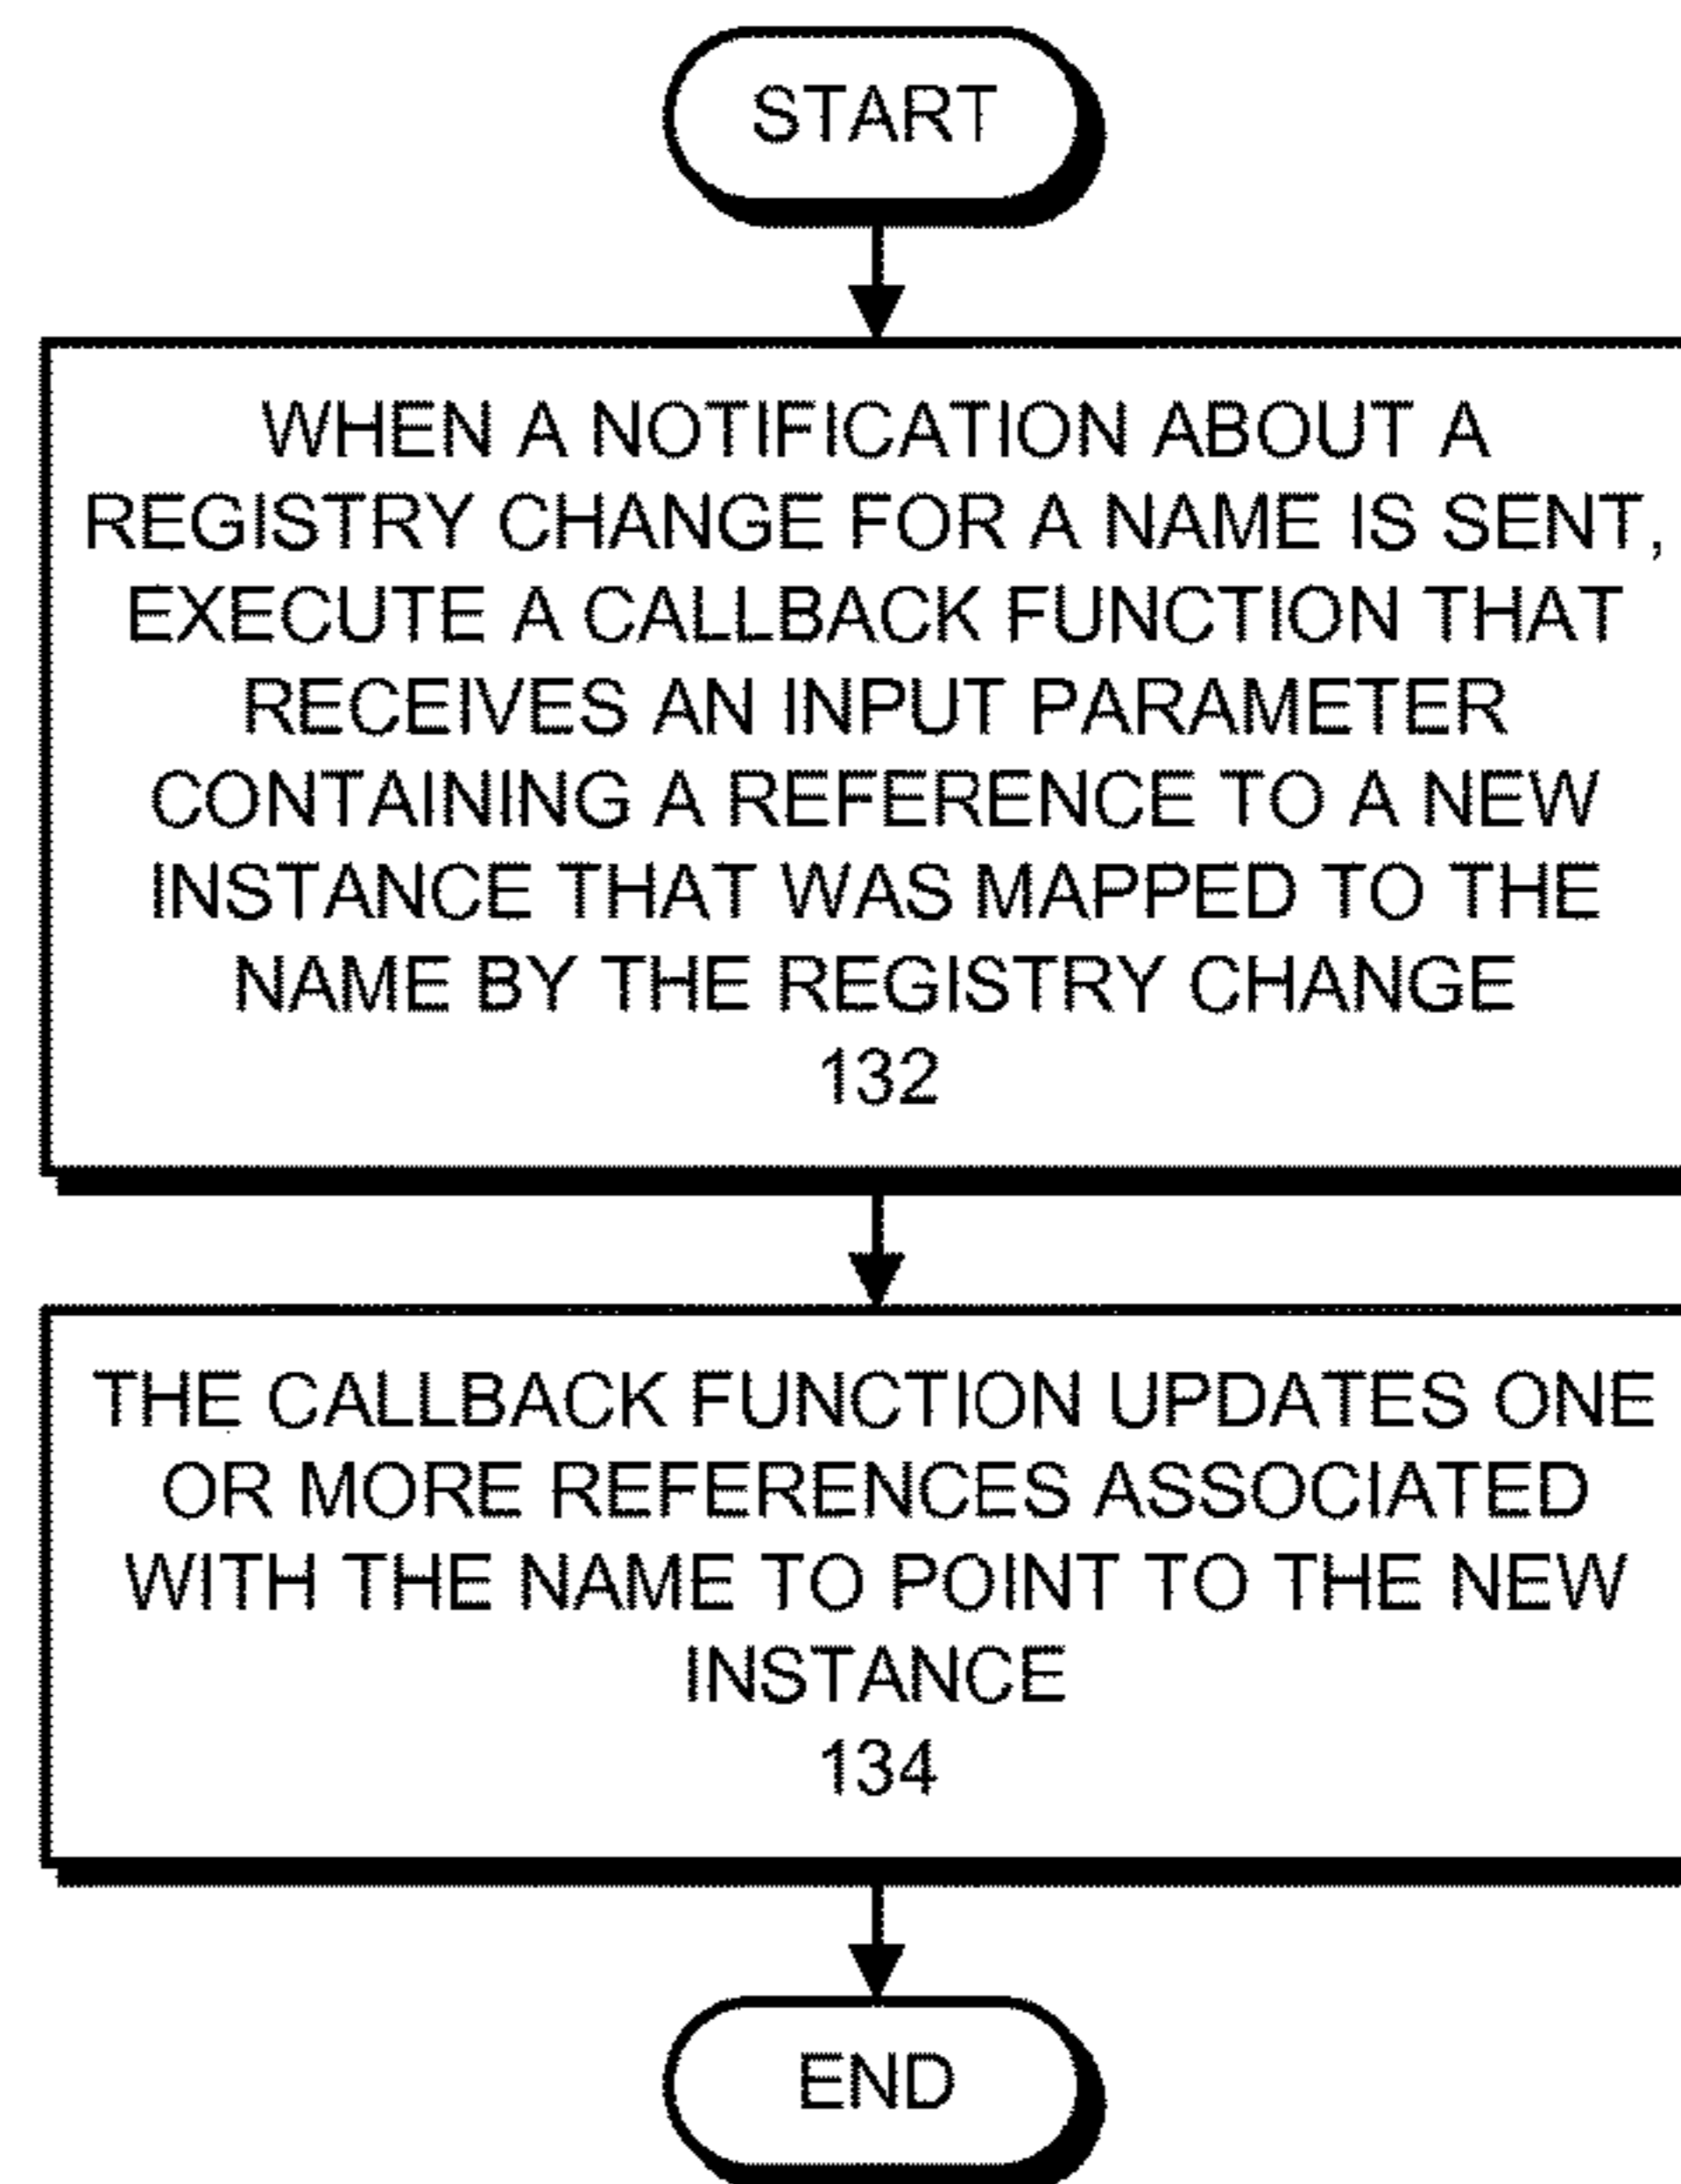 START
WHEN A NOTIFICATION ABOUT A
REGISTRY CHANGE FOR A NAME IS SENT,
EXECUTE A CALLBACK FUNCTION THAT
RECEIVES AN INPUT PARAMETER
CONTAINING A REFERENCE TO A NEW
INSTANCE THAT WAS MAPPED TO THE
NAME BY THE REGISTRY CHANGE
132
THE CALLBACK FUNCTION UPDATES ONE
OR MORE REFERENCES ASSOCIATED
WITH THE NAME TO POINT TO THE NEW
INSTANCE
134
END